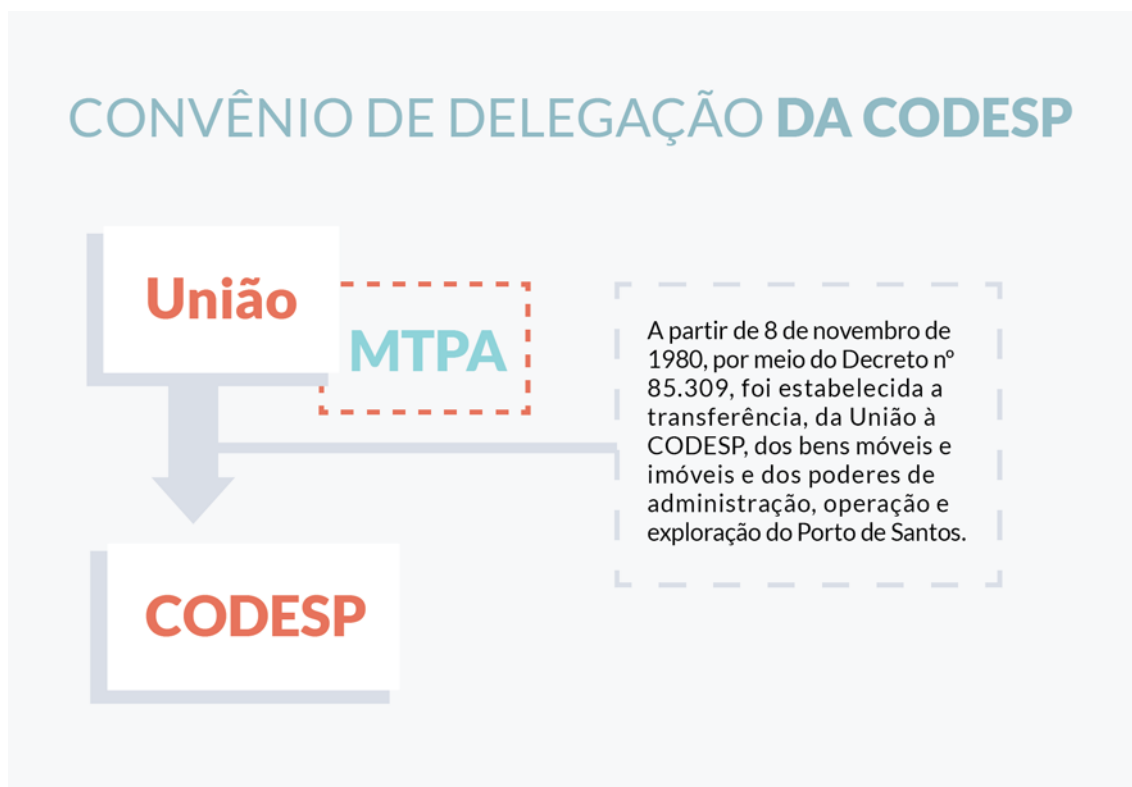 CONVÊNIO DE DELEGAÇÃO DA CODESP
União
MTPA
A partir de 8 de novembro de
1980, por meio do Decreto nº
85.309, foi estabelecida a
transferência, da União à
CODESP, dos bens móveis e
imóveis e dos poderes de
administração, operação e
exploração do Porto de Santos.
CODESP